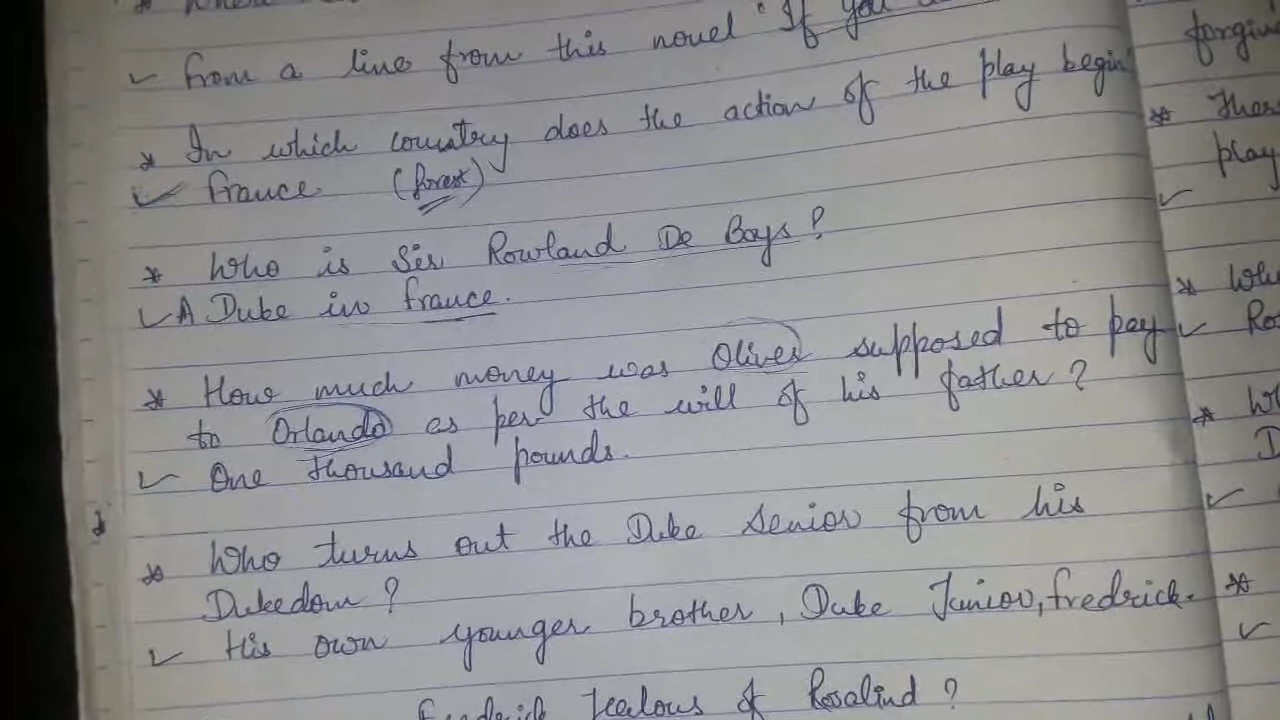 from a line from this novel "If you
* In which country does the action of the play begin
✓ France (forest)
* Who is Sir Rowland De Boys?
✓ A Duke in france.
* How much money was Oliver supposed to pay
to Orlando as per the will of his father?
✓ One thousand pounds.
* Who turns out the Duke Senior from his
Dukedom?
✓ His own younger brother, Duke Junior, fredrick.
Fredrick Jealous of Rosalind?
play